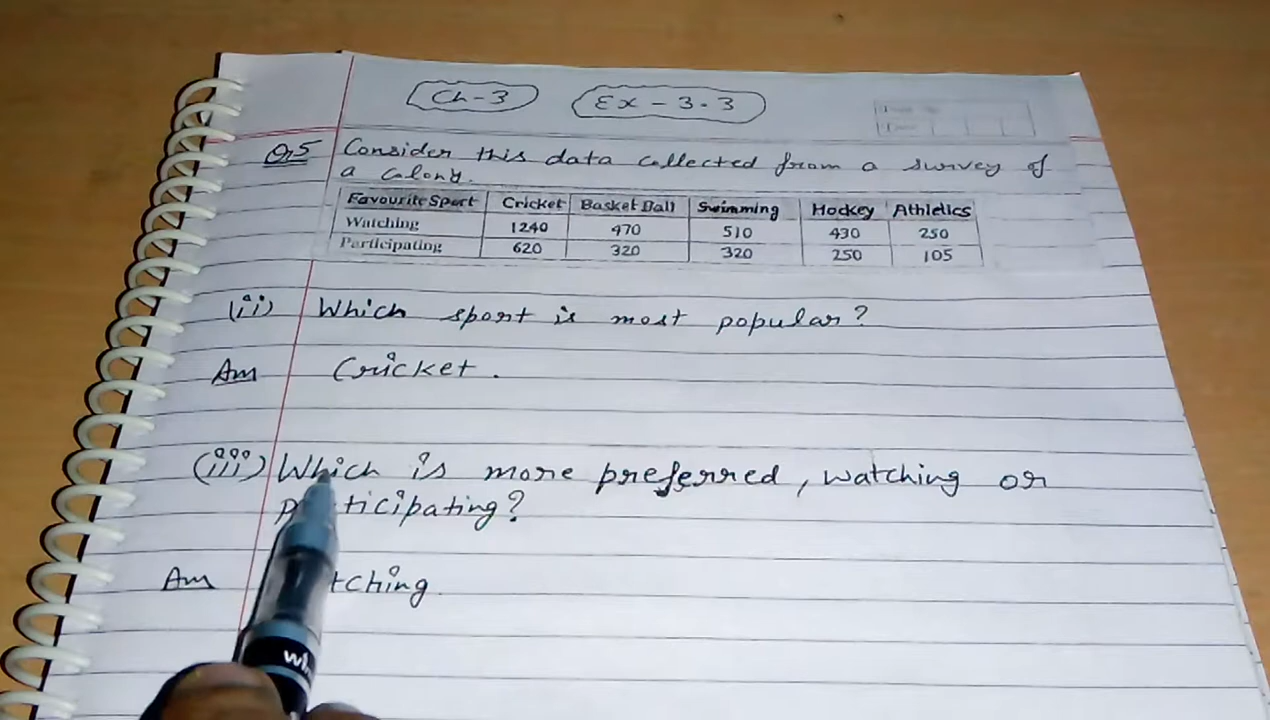 Ch-3 Ex - 3.3
Q.5 Consider this data collected from a survey of
a colony.
Favourite Sport Cricket Basket Ball Swimming Hockey Athletics
Watching 1240 470 510 430 250
Participating 620 320 320 250 105
(ii) Which sport is most popular?
Ans Cricket.
(iii) Which is more preferred, watching or
ticipating?
Ans tching.